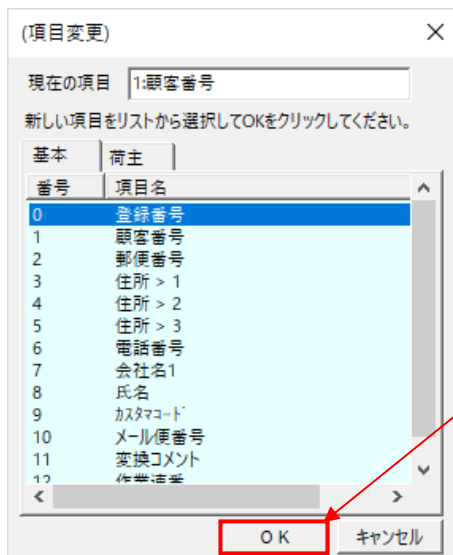 (項目変更)
現在の項目 1:顧客番号
新しい項目をリストから選択してOKをクリックしてください。
基本 荷主
番号 項目名
0 登録番号
1 顧客番号
2 郵便番号
3 住所 > 1
4 住所 > 2
5 住所 > 3
6 電話番号
7 会社名1
8 氏名
9 ｶｽﾀﾏｺｰﾄﾞ
10 メール便番号
11 変換コメント
12 作業連番
OK キャンセル